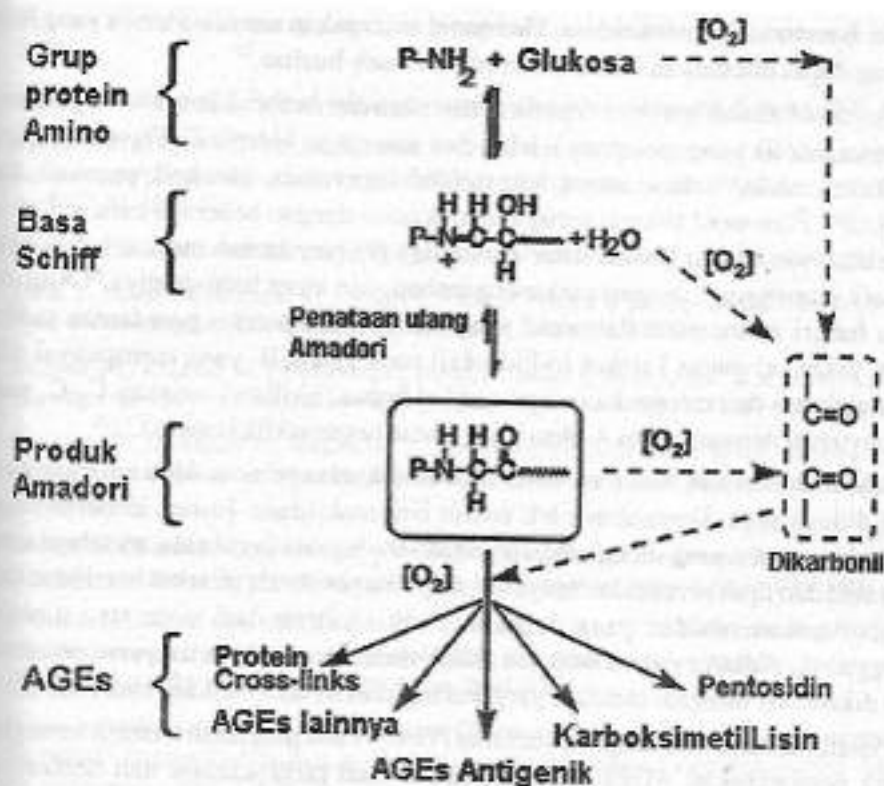 [O₂]
Grup
protein
Amino
P-NH₂ + Glukosa
Basa
Schiff
H H OH
P-N-C-C +H₂O
+ H
[O₂]
Penataan ulang
Amadori
Produk
Amadori
H H O
P-N-C-C
H
[O₂]
C=O
C=O
Dikarbonil
[O₂]
AGEs
Protein
Cross-links
AGEs lainnya
AGEs Antigenik
KarboksimetilLisin
Pentosidin